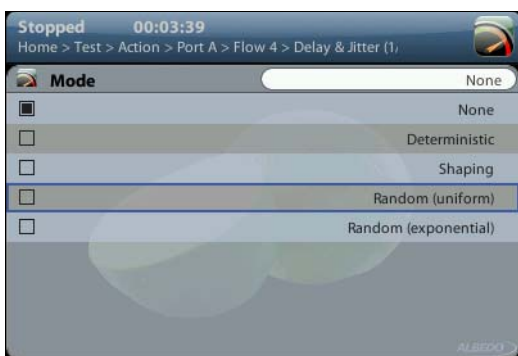 Stopped 00:03:39
Home > Test > Action > Port A > Flow 4 > Delay & Jitter (1/
Mode None
None
Deterministic
Shaping
Random (uniform)
Random (exponential)
ALBEDO